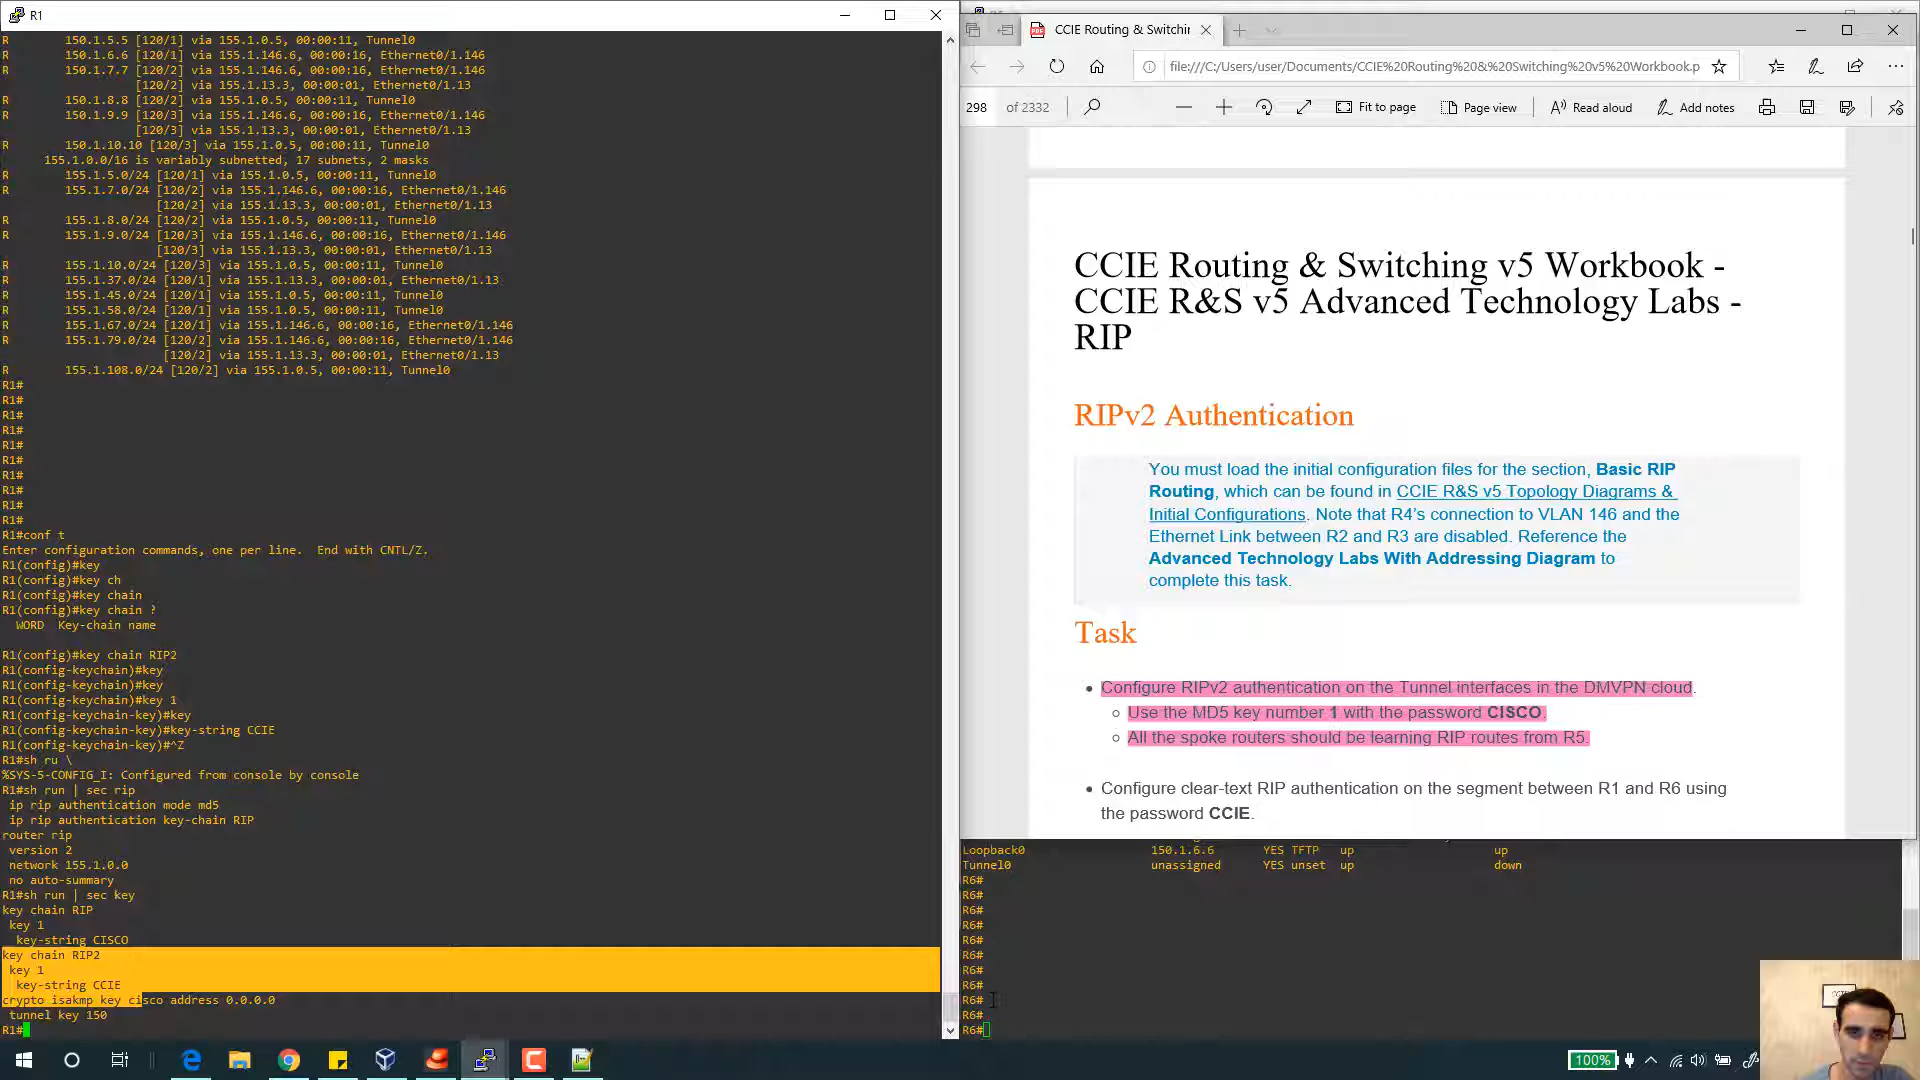 R1
R 150.1.5.5 [120/1] via 155.1.0.5, 00:00:11, Tunnel0
R 150.1.6.6 [120/1] via 155.1.146.6, 00:00:16, Ethernet0/1.146
R 150.1.7.7 [120/2] via 155.1.146.6, 00:00:16, Ethernet0/1.146
[120/2] via 155.1.13.3, 00:00:01, Ethernet0/1.13
R 150.1.8.8 [120/2] via 155.1.0.5, 00:00:11, Tunnel0
R 150.1.9.9 [120/3] via 155.1.146.6, 00:00:16, Ethernet0/1.146
[120/3] via 155.1.13.3, 00:00:01, Ethernet0/1.13
R 150.1.10.10 [120/3] via 155.1.0.5, 00:00:11, Tunnel0
155.1.0.0/16 is variably subnetted, 17 subnets, 2 masks
R 155.1.5.0/24 [120/1] via 155.1.0.5, 00:00:11, Tunnel0
R 155.1.7.0/24 [120/2] via 155.1.146.6, 00:00:16, Ethernet0/1.146
[120/2] via 155.1.13.3, 00:00:01, Ethernet0/1.13
R 155.1.8.0/24 [120/2] via 155.1.0.5, 00:00:11, Tunnel0
R 155.1.9.0/24 [120/3] via 155.1.146.6, 00:00:16, Ethernet0/1.146
[120/3] via 155.1.13.3, 00:00:01, Ethernet0/1.13
R 155.1.10.0/24 [120/3] via 155.1.0.5, 00:00:11, Tunnel0
R 155.1.37.0/24 [120/1] via 155.1.13.3, 00:00:01, Ethernet0/1.13
R 155.1.45.0/24 [120/1] via 155.1.0.5, 00:00:11, Tunnel0
R 155.1.58.0/24 [120/1] via 155.1.0.5, 00:00:11, Tunnel0
R 155.1.67.0/24 [120/1] via 155.1.146.6, 00:00:16, Ethernet0/1.146
R 155.1.79.0/24 [120/2] via 155.1.146.6, 00:00:16, Ethernet0/1.146
[120/2] via 155.1.13.3, 00:00:01, Ethernet0/1.13
R 155.1.108.0/24 [120/2] via 155.1.0.5, 00:00:11, Tunnel0
R1#
R1#
R1#
R1#
R1#
R1#
R1#
R1#
R1#
R1#
R1#conf t
Enter configuration commands, one per line.  End with CNTL/Z.
R1(config)#key
R1(config)#key ch
R1(config)#key chain
R1(config)#key chain ?
WORD  Key-chain name
R1(config)#key chain RIP2
R1(config-keychain)#key
R1(config-keychain)#key
R1(config-keychain)#key 1
R1(config-keychain-key)#key
R1(config-keychain-key)#key-string CCIE
R1(config-keychain-key)#^Z
R1#sh ru \
%SYS-5-CONFIG_I: Configured from console by console
R1#sh run | sec rip
ip rip authentication mode md5
ip rip authentication key-chain RIP
router rip
version 2
network 155.1.0.0
no auto-summary
R1#sh run | sec key
key chain RIP
key 1
key-string CISCO
key chain RIP2
key 1
key-string CCIE
crypto isakmp key cisco address 0.0.0.0
tunnel key 150
R1#
CCIE Routing & Switchin
file:///C:/Users/user/Documents/CCIE%20Routing%20&%20Switching%20v5%20Workbook.p
298 of 2332
Fit to page
Page view
Read aloud
Add notes
CCIE Routing & Switching v5 Workbook -
CCIE R&S v5 Advanced Technology Labs -
RIP
RIPv2 Authentication
You must load the initial configuration files for the section, Basic RIP
Routing, which can be found in CCIE R&S v5 Topology Diagrams &
Initial Configurations. Note that R4's connection to VLAN 146 and the
Ethernet Link between R2 and R3 are disabled. Reference the
Advanced Technology Labs With Addressing Diagram to
complete this task.
Task
• Configure RIPv2 authentication on the Tunnel interfaces in the DMVPN cloud.
○ Use the MD5 key number 1 with the password CISCO.
○ All the spoke routers should be learning RIP routes from R5.
• Configure clear-text RIP authentication on the segment between R1 and R6 using
the password CCIE.
Loopback0 150.1.6.6 YES TFTP up up
Tunnel0 unassigned YES unset up down
R6#
R6#
R6#
R6#
R6#
R6#
R6#
R6#
R6#
R6#
R6#
100%